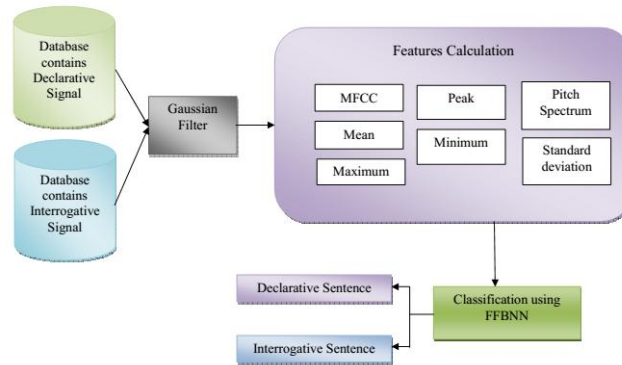 Database
contains
Declarative
Signal
Database
contains
Interrogative
Signal
Gaussian
Filter
Features Calculation
MFCC
Mean
Maximum
Peak
Minimum
Pitch
Spectrum
Standard
deviation
Classification using
FFBNN
Declarative Sentence
Interrogative Sentence